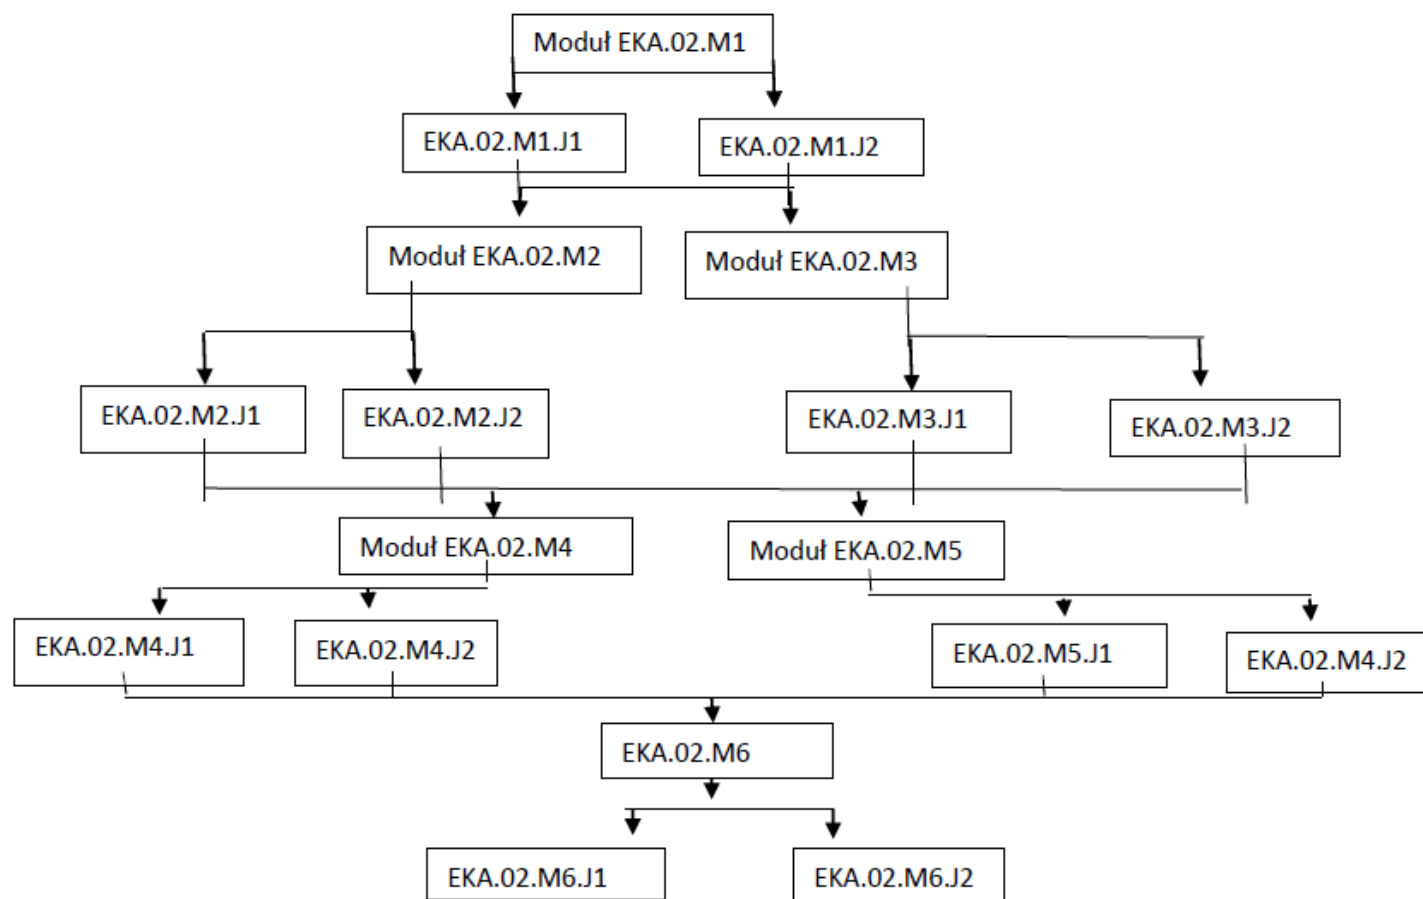 Moduł EKA.02.M1
EKA.02.M1.J1
EKA.02.M1.J2
Moduł EKA.02.M2
Moduł EKA.02.M3
EKA.02.M2.J1
EKA.02.M2.J2
EKA.02.M3.J1
EKA.02.M3.J2
Moduł EKA.02.M4
Moduł EKA.02.M5
EKA.02.M4.J1
EKA.02.M4.J2
EKA.02.M5.J1
EKA.02.M4.J2
EKA.02.M6
EKA.02.M6.J1
EKA.02.M6.J2